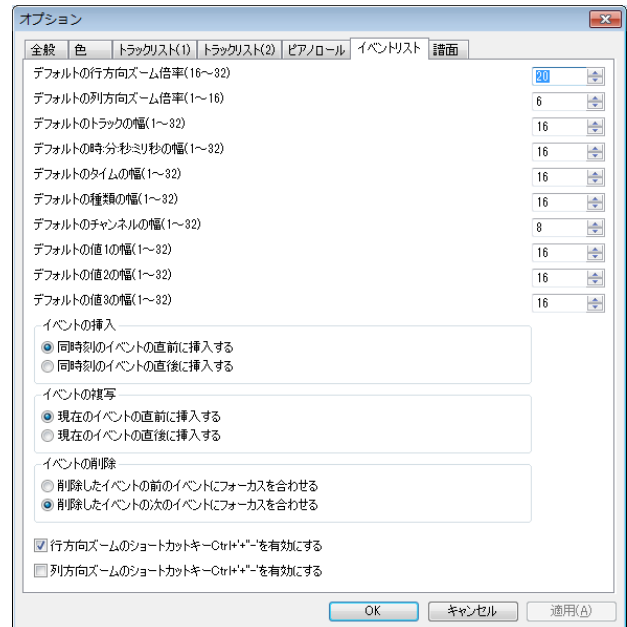 オプション
全般 色 トラックリスト(1) トラックリスト(2) ピアノロール イベントリスト 譜面
デフォルトの行方向ズーム倍率(16～32) 20
デフォルトの列方向ズーム倍率(1～16) 6
デフォルトのトラックの幅(1～32) 16
デフォルトの時:分:秒:ミリ秒の幅(1～32) 16
デフォルトのタイムの幅(1～32) 16
デフォルトの種類の幅(1～32) 16
デフォルトのチャンネルの幅(1～32) 8
デフォルトの値1の幅(1～32) 16
デフォルトの値2の幅(1～32) 16
デフォルトの値3の幅(1～32) 16
イベントの挿入
同時刻のイベントの直前に挿入する
同時刻のイベントの直後に挿入する
イベントの複写
現在のイベントの直前に挿入する
現在のイベントの直後に挿入する
イベントの削除
削除したイベントの前のイベントにフォーカスを合わせる
削除したイベントの次のイベントにフォーカスを合わせる
行方向ズームのショートカットキーCtrl+'+''-'を有効にする
列方向ズームのショートカットキーCtrl+'+''-'を有効にする
OK キャンセル 適用(A)